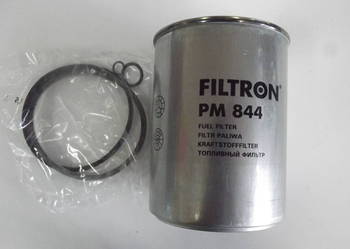 FILTRON®
PM 844
FUEL FILTER
FILTR PALIWA
KRAFTSTOFFFILTER
ТОПЛИВНЫЙ ФИЛЬТР